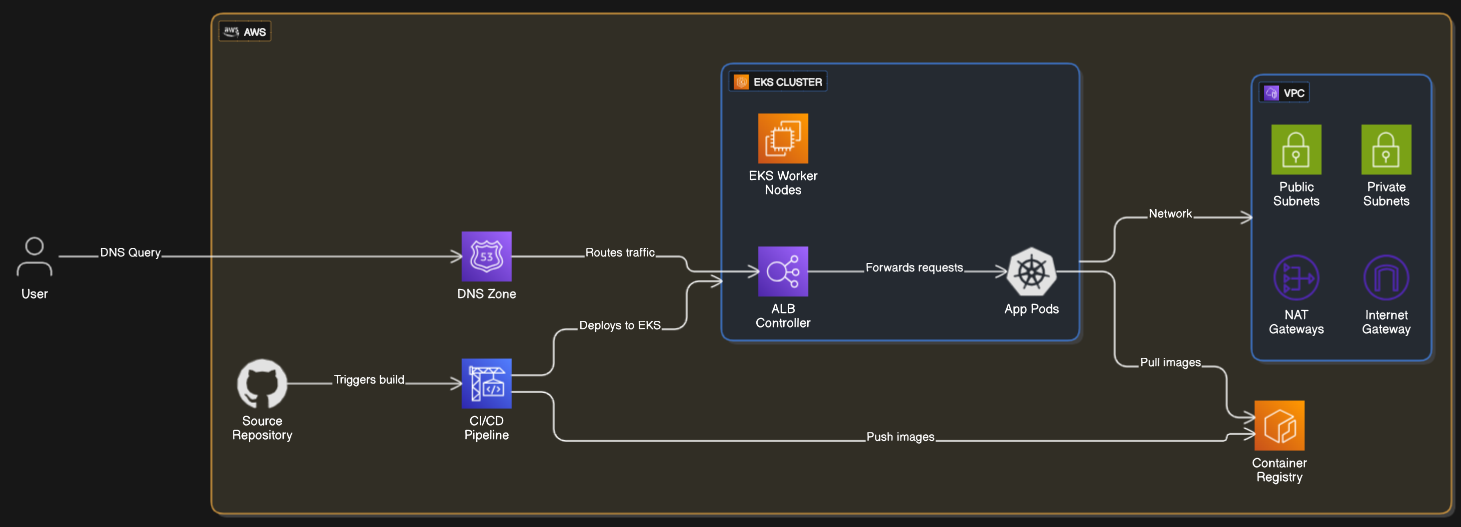 aws AWS
EKS CLUSTER
VPC
EKS Worker
Nodes
Public
Subnets
Private
Subnets
Network
DNS Query
53
DNS Zone
Routes traffic
Forwards requests
User
ALB
Controller
App Pods
NAT
Gateways
Internet
Gateway
Deploys to EKS
Pull images
Triggers build
Source
Repository
CI/CD
Pipeline
Push images
Container
Registry